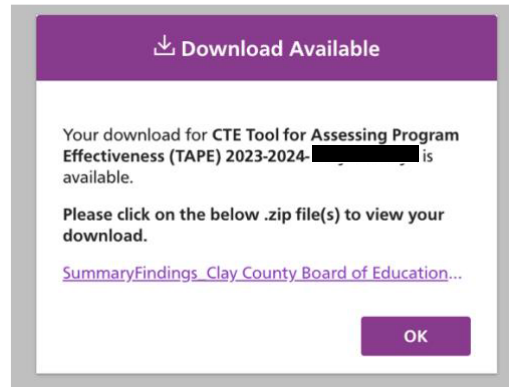 Download Available
Your download for CTE Tool for Assessing Program
Effectiveness (TAPE) 2023-2024- is
available.
Please click on the below .zip file(s) to view your
download.
SummaryFindings_Clay County Board of Education...
OK